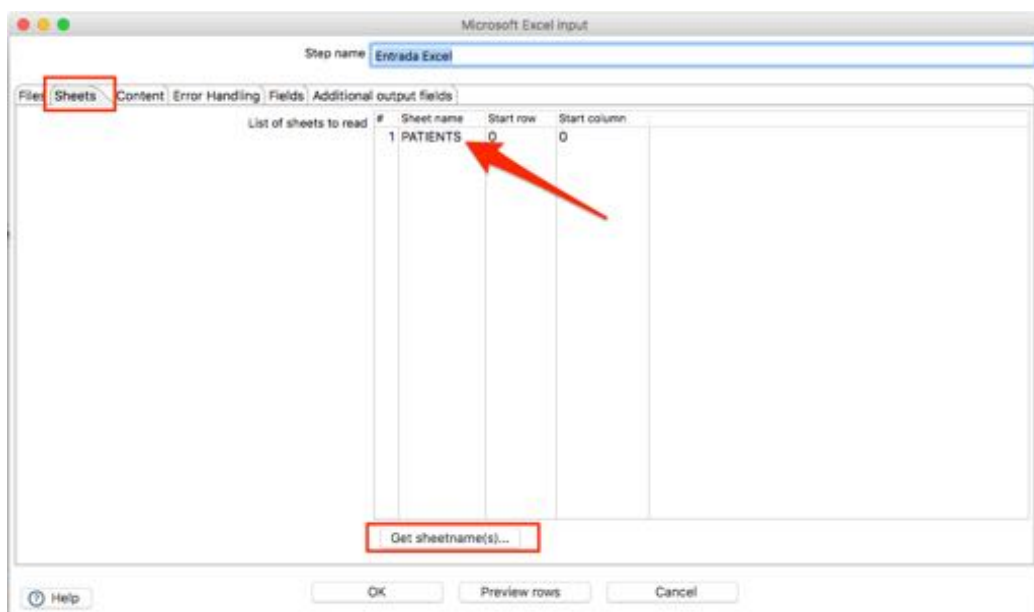 Microsoft Excel input
Step name Entrada Excel
Files Sheets Content Error Handling Fields Additional output fields
List of sheets to read # Sheet name Start row Start column
1 PATIENTS 0 0
Get sheetname(s)...
Help OK Preview rows Cancel